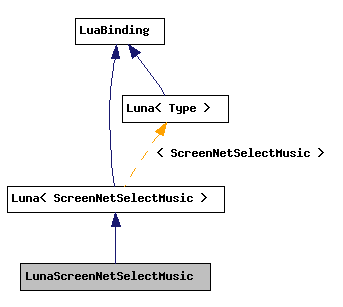 LuaBinding
Luna< Type >
< ScreenNetSelectMusic >
Luna< ScreenNetSelectMusic >
LunaScreenNetSelectMusic